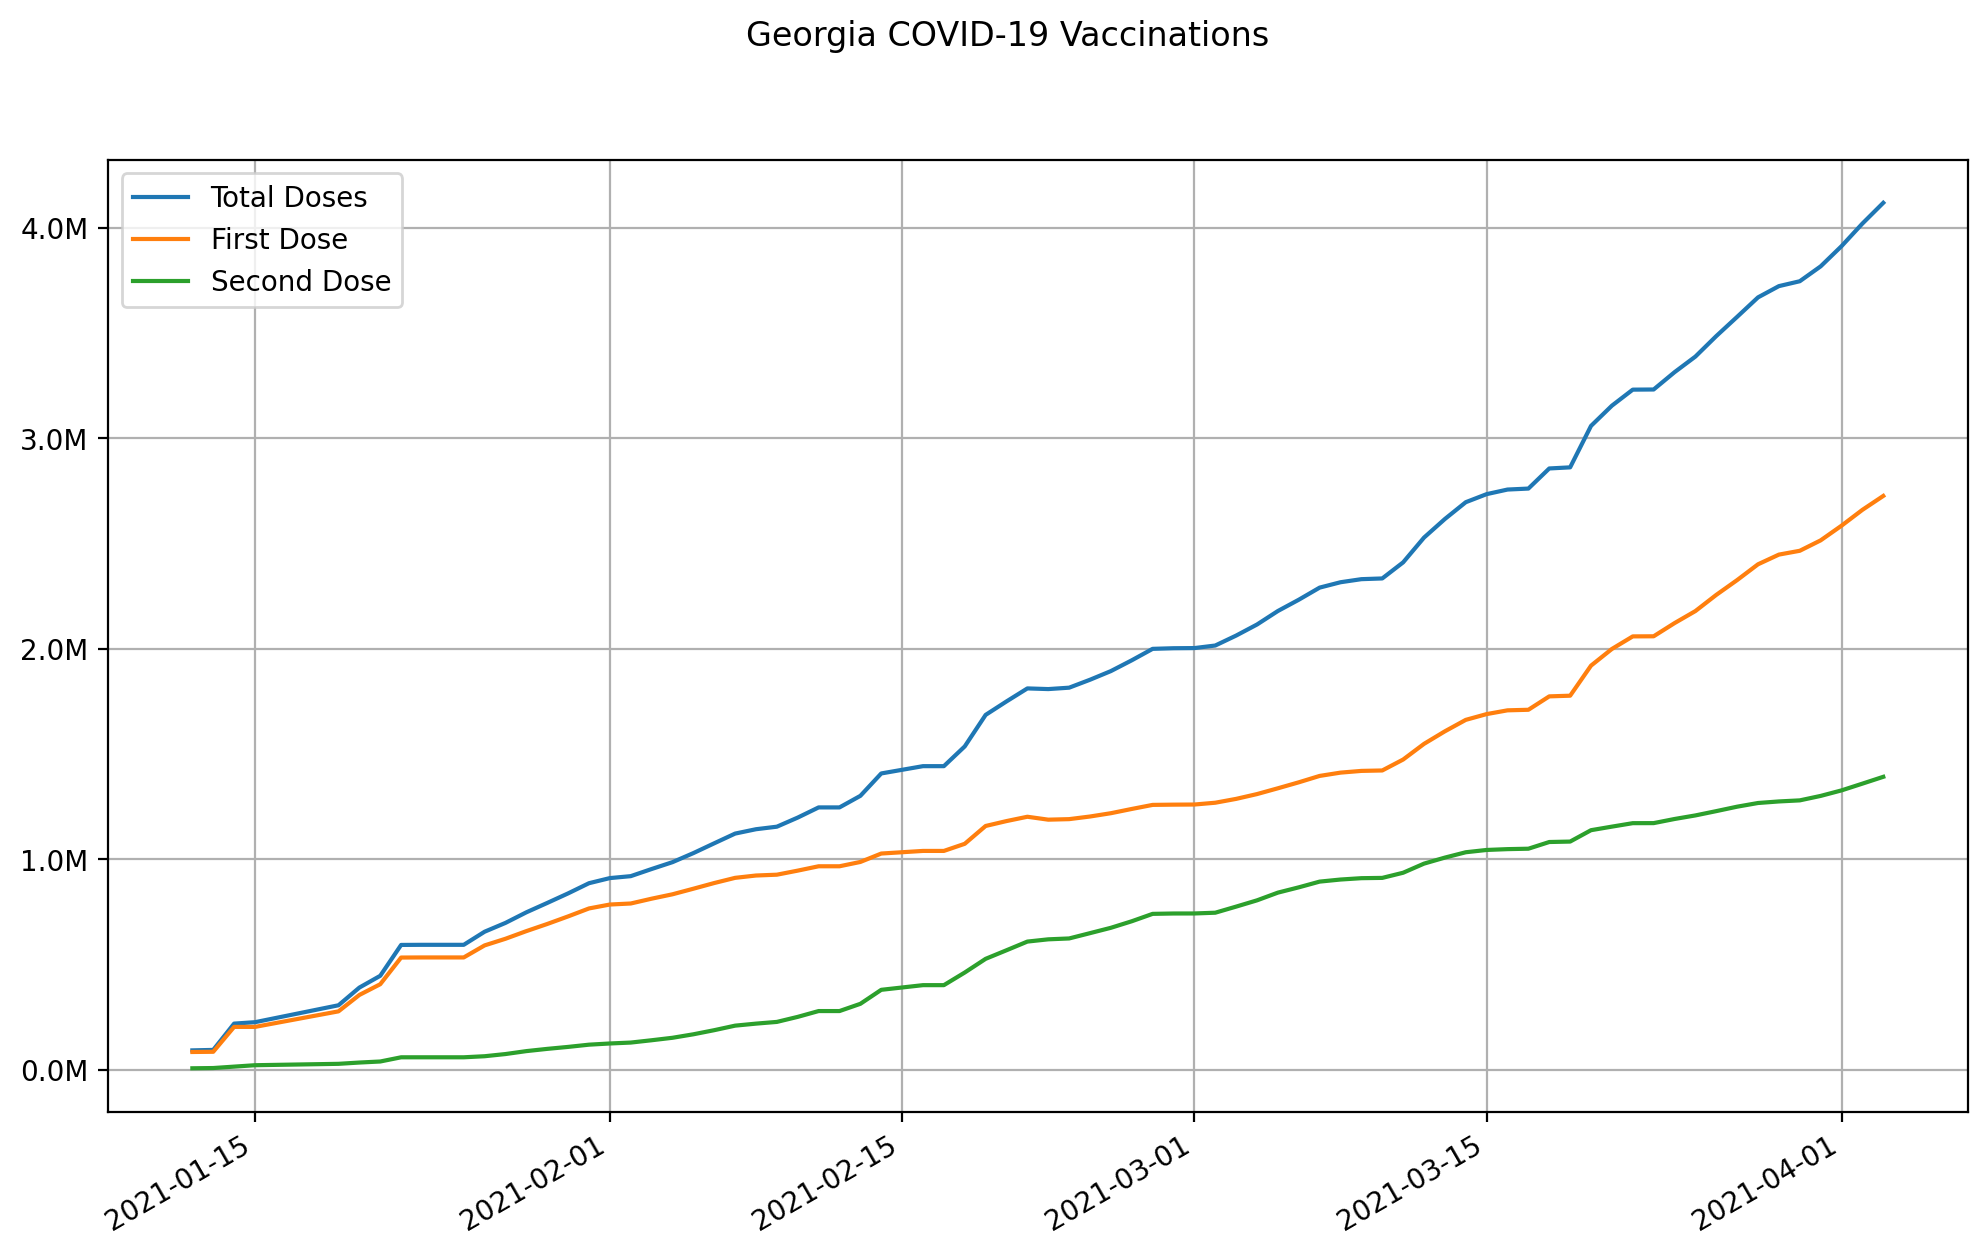 Georgia COVID-19 Vaccinations
Total Doses
First Dose
Second Dose
4.0M
3.0M
2.0M
1.0M
0.0M
2021-01-15
2021-02-01
2021-02-15
2021-03-01
2021-03-15
2021-04-01